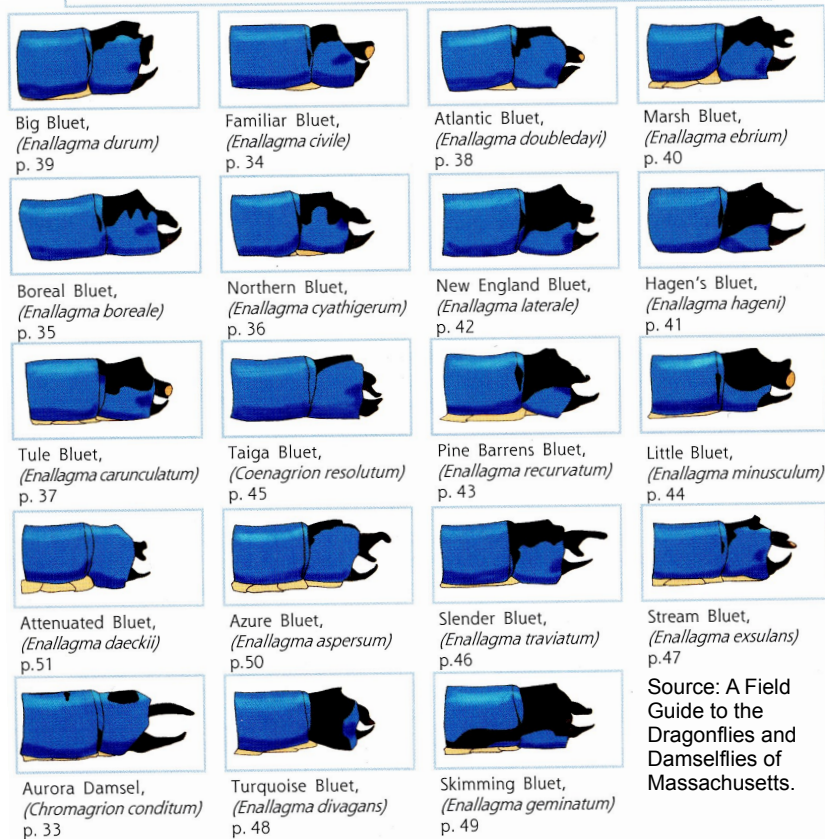 Big Bluet,
(Enallagma durum)
p. 39
Familiar Bluet,
(Enallagma civile)
p. 34
Atlantic Bluet,
(Enallagma doubledayi)
p. 38
Marsh Bluet,
(Enallagma ebrium)
p. 40
Boreal Bluet,
(Enallagma boreale)
p. 35
Northern Bluet,
(Enallagma cyathigerum)
p. 36
New England Bluet,
(Enallagma laterale)
p. 42
Hagen's Bluet,
(Enallagma hageni)
p. 41
Tule Bluet,
(Enallagma carunculatum)
p. 37
Taiga Bluet,
(Coenagrion resolutum)
p. 45
Pine Barrens Bluet,
(Enallagma recurvatum)
p. 43
Little Bluet,
(Enallagma minusculum)
p. 44
Attenuated Bluet,
(Enallagma daeckii)
p.51
Azure Bluet,
(Enallagma aspersum)
p.50
Slender Bluet,
(Enallagma traviatum)
p.46
Stream Bluet,
(Enallagma exsulans)
p.47
Aurora Damsel,
(Chromagrion conditum)
p. 33
Turquoise Bluet,
(Enallagma divagans)
p. 48
Skimming Bluet,
(Enallagma geminatum)
p. 49
Source: A Field
Guide to the
Dragonflies and
Damselflies of
Massachusetts.